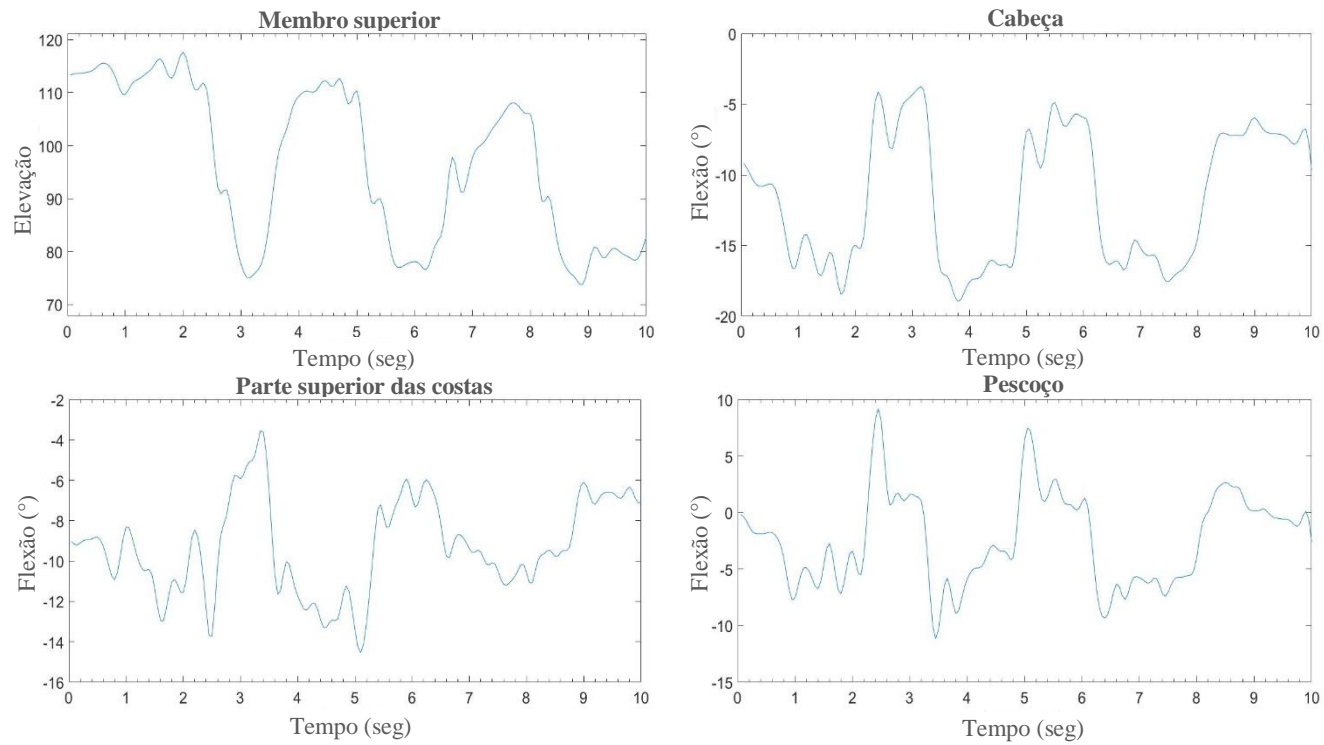 Membro superior
Elevação
120
110
100
90
80
70
0 1 2 3 4 5 6 7 8 9 10
Tempo (seg)
Cabeça
Flexão (°)
0
-5
-10
-15
-20
0 1 2 3 4 5 6 7 8 9 10
Tempo (seg)
Parte superior das costas
Flexão (°)
-2
-4
-6
-8
-10
-12
-14
-16
0 1 2 3 4 5 6 7 8 9 10
Tempo (seg)
Pescoço
Flexão (°)
10
5
0
-5
-10
-15
0 1 2 3 4 5 6 7 8 9 10
Tempo (seg)